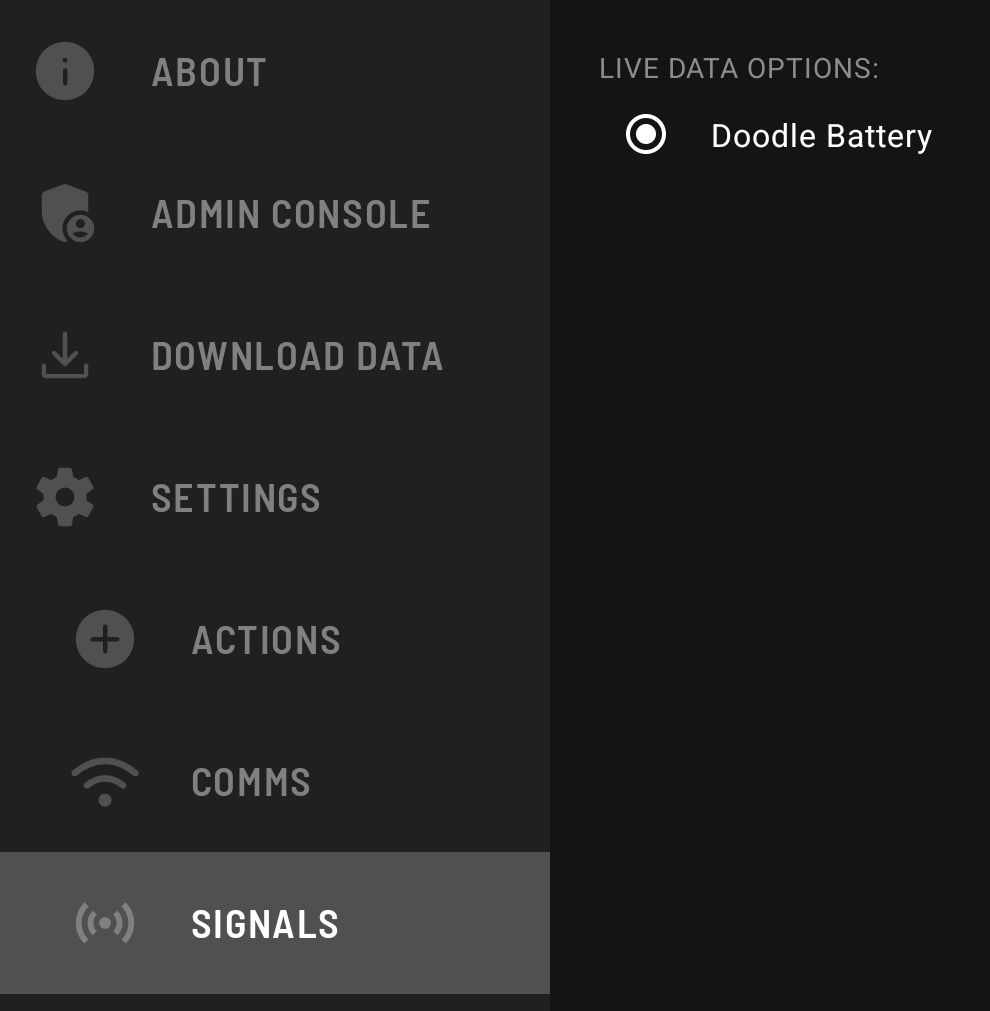 ABOUT
ADMIN CONSOLE
DOWNLOAD DATA
SETTINGS
ACTIONS
COMMS
SIGNALS
LIVE DATA OPTIONS:
Doodle Battery